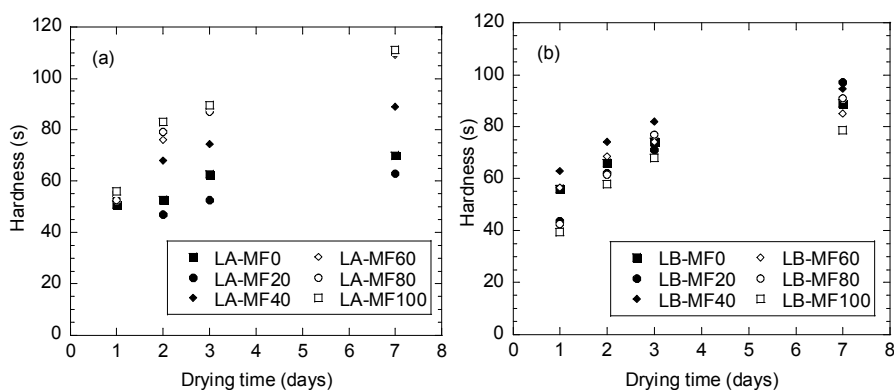 120
100
80
60
40
20
0
Hardness (s)
(a)
LA-MF0
LA-MF20
LA-MF40
LA-MF60
LA-MF80
LA-MF100
0 1 2 3 4 5 6 7 8
Drying time (days)
120
100
80
60
40
20
0
Hardness (s)
(b)
LB-MF0
LB-MF20
LB-MF40
LB-MF60
LB-MF80
LB-MF100
0 1 2 3 4 5 6 7 8
Drying time (days)